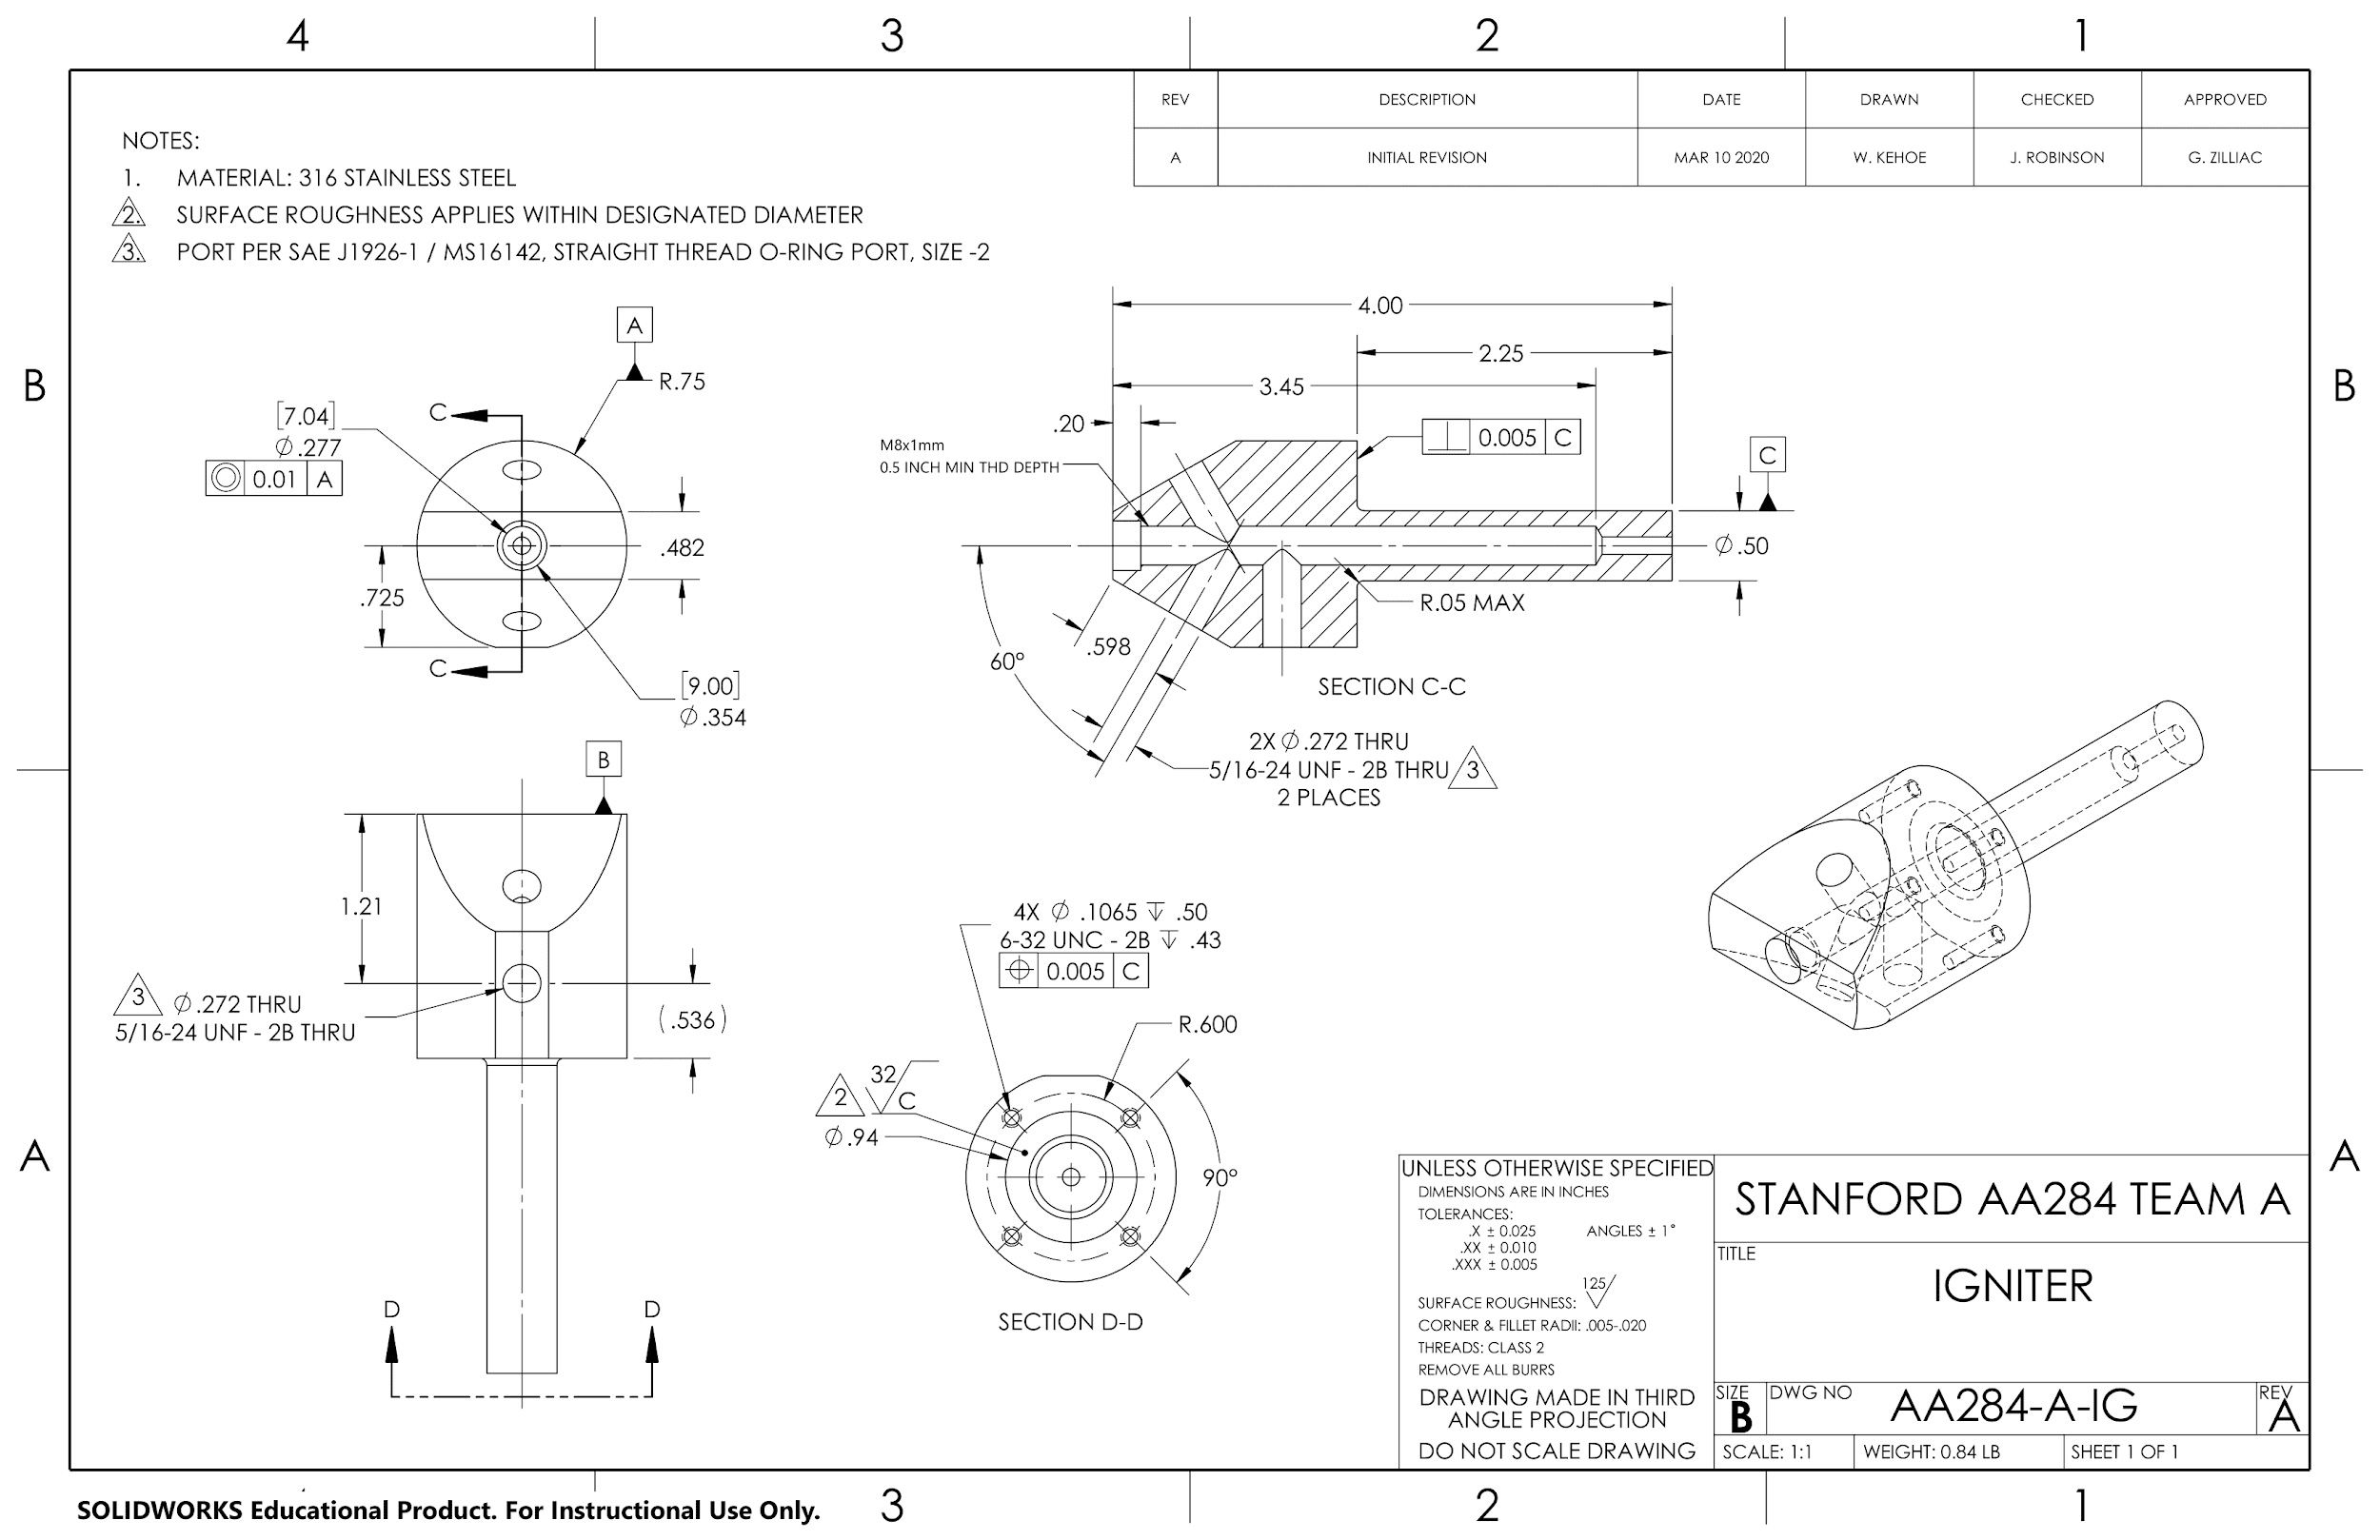 4 3 2 1
REV DESCRIPTION DATE DRAWN CHECKED APPROVED
A INITIAL REVISION MAR 10 2020 W. KEHOE J. ROBINSON G. ZILLIAC
NOTES:
1. MATERIAL: 316 STAINLESS STEEL
2. SURFACE ROUGHNESS APPLIES WITHIN DESIGNATED DIAMETER
3. PORT PER SAE J1926-1 / MS16142, STRAIGHT THREAD O-RING PORT, SIZE -2
B
B
A
R.75
[7.04]
∅.277
◎ 0.01 A
C
.482
.725
C
[9.00]
∅.354
4.00
2.25
3.45
.20
M8x1mm
0.5 INCH MIN THD DEPTH
⊥ 0.005 C
C
∅.50
R.05 MAX
.598
60°
SECTION C-C
2X ∅.272 THRU
5/16-24 UNF - 2B THRU 3
2 PLACES
B
1.21
3 ∅.272 THRU
5/16-24 UNF - 2B THRU
(.536)
D D
4X ∅ .1065 ↧ .50
6-32 UNC - 2B ↧ .43
⌖ 0.005 C
R.600
32
2 C
∅.94
90°
SECTION D-D
A
A
UNLESS OTHERWISE SPECIFIED
DIMENSIONS ARE IN INCHES
TOLERANCES:
.X ± 0.025 ANGLES ± 1°
.XX ± 0.010
.XXX ± 0.005
125
SURFACE ROUGHNESS:
CORNER & FILLET RADII: .005-.020
THREADS: CLASS 2
REMOVE ALL BURRS
DRAWING MADE IN THIRD
ANGLE PROJECTION
DO NOT SCALE DRAWING
STANFORD AA284 TEAM A
TITLE
IGNITER
SIZE DWG NO REV
B AA284-A-IG A
SCALE: 1:1 WEIGHT: 0.84 LB SHEET 1 OF 1
SOLIDWORKS Educational Product. For Instructional Use Only.
3 2 1